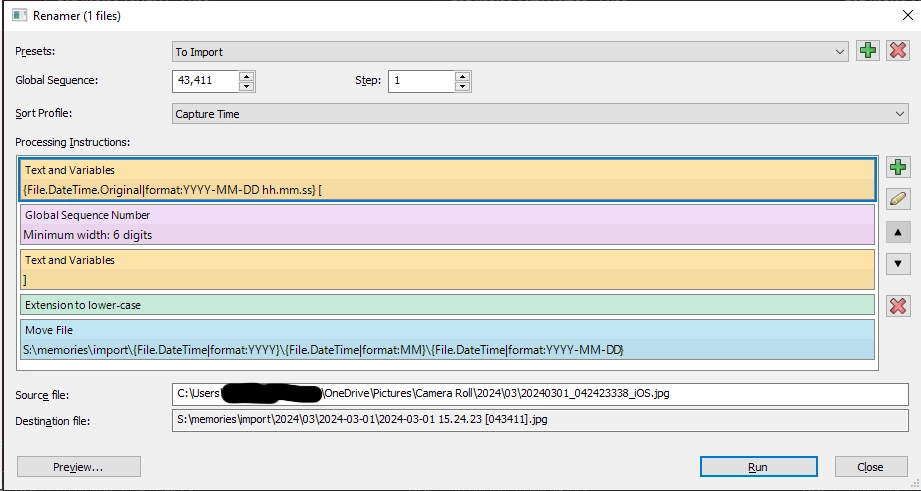 Renamer (1 files)
Presets: To Import
Global Sequence: 43,411 Step: 1
Sort Profile: Capture Time
Processing Instructions:
Text and Variables
{File.DateTime.Original|format:YYYY-MM-DD hh.mm.ss} [
Global Sequence Number
Minimum width: 6 digits
Text and Variables
]
Extension to lower-case
Move File
S:\memories\import\{File.DateTime|format:YYYY}\{File.DateTime|format:MM}\{File.DateTime|format:YYYY-MM-DD}
Source file: C:\Users\ \OneDrive\Pictures\Camera Roll\2024\03\20240301_042423338_iOS.jpg
Destination file: S:\memories\import\2024\03\2024-03-01\2024-03-01 15.24.23 [043411].jpg
Preview... Run Close